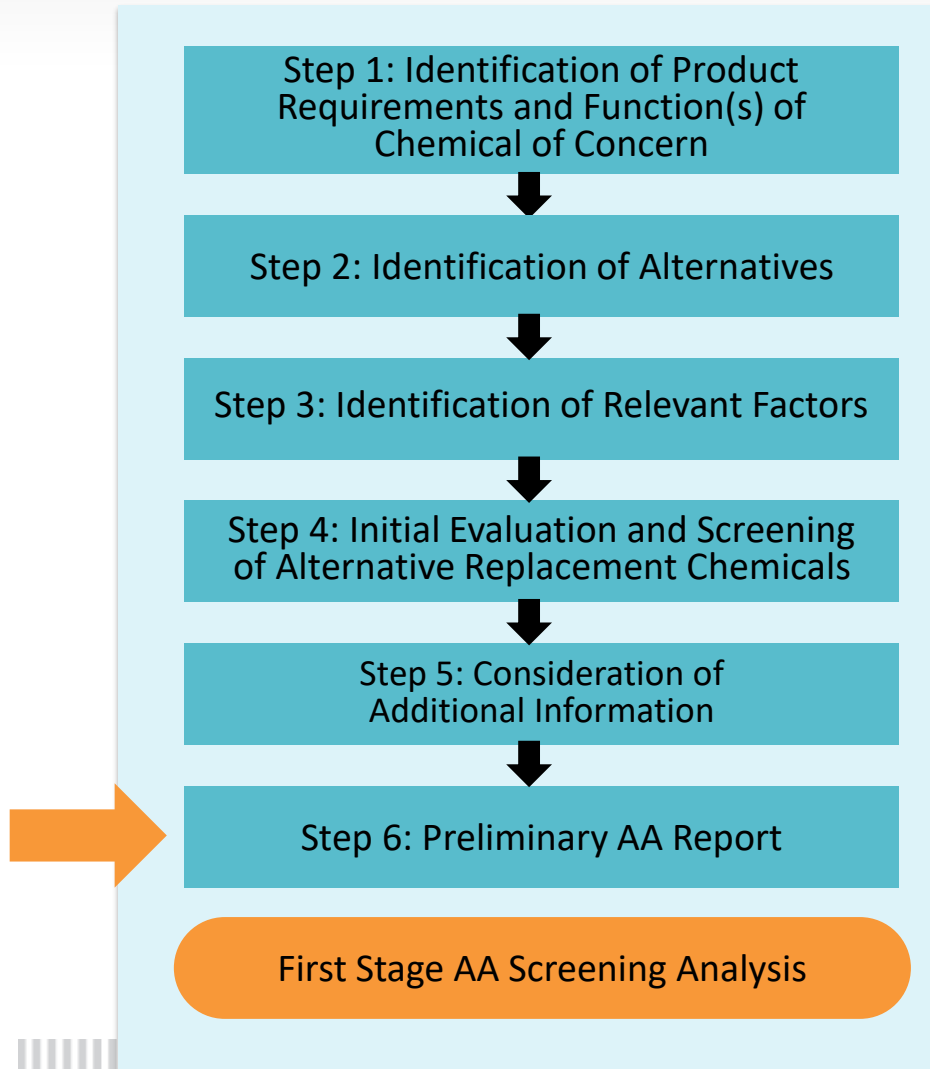 Step 1: Identification of Product
Requirements and Function(s) of
Chemical of Concern
Step 2: Identification of Alternatives
Step 3: Identification of Relevant Factors
Step 4: Initial Evaluation and Screening
of Alternative Replacement Chemicals
Step 5: Consideration of
Additional Information
Step 6: Preliminary AA Report
First Stage AA Screening Analysis